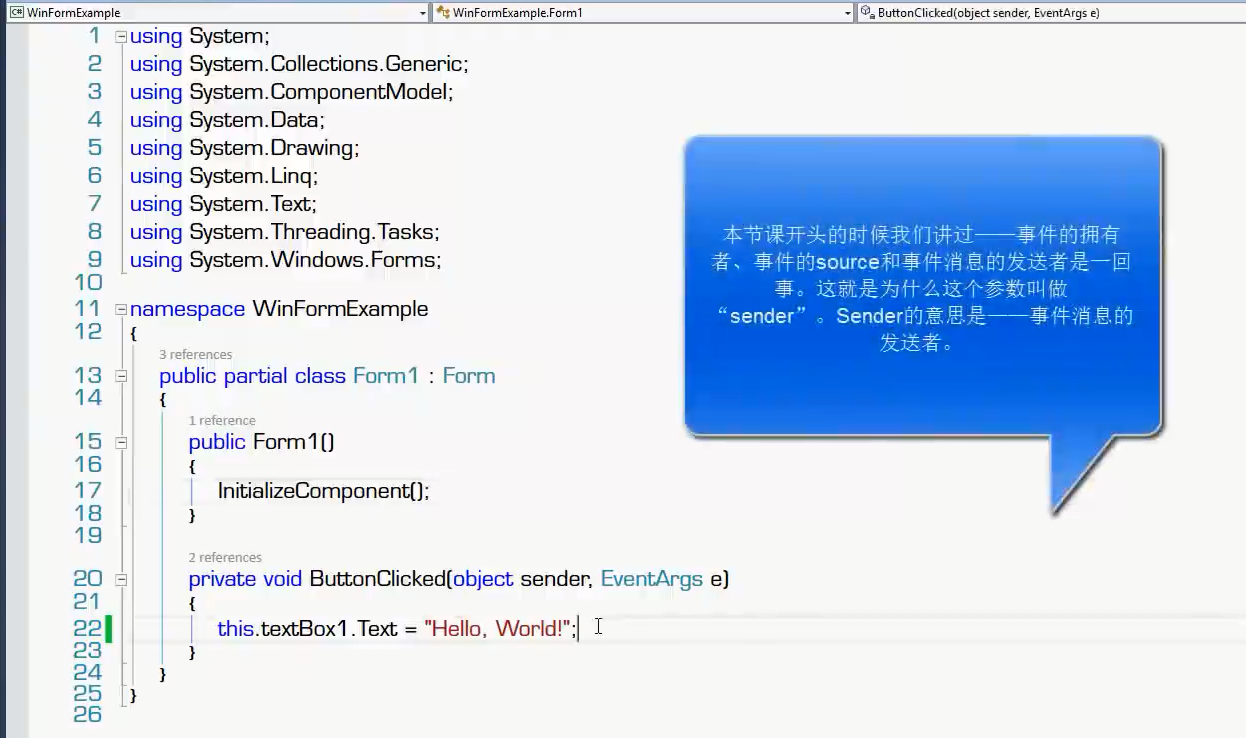 WinFormExample
WinFormExample.Form1
ButtonClicked(object sender, EventArgs e)
1 using System;
2 using System.Collections.Generic;
3 using System.ComponentModel;
4 using System.Data;
5 using System.Drawing;
6 using System.Linq;
7 using System.Text;
8 using System.Threading.Tasks;
9 using System.Windows.Forms;
10
11 namespace WinFormExample
12 {
3 references
13 public partial class Form1 : Form
14 {
1 reference
15 public Form1()
16 {
17 InitializeComponent();
18 }
19
2 references
20 private void ButtonClicked(object sender, EventArgs e)
21 {
22 this.textBox1.Text = "Hello, World!";
23 }
24 }
25 }
26
本节课开头的时候我们讲过——事件的拥有
者、事件的source和事件消息的发送者是一回
事。这就是为什么这个参数叫做
“sender”。Sender的意思是——事件消息的
发送者。